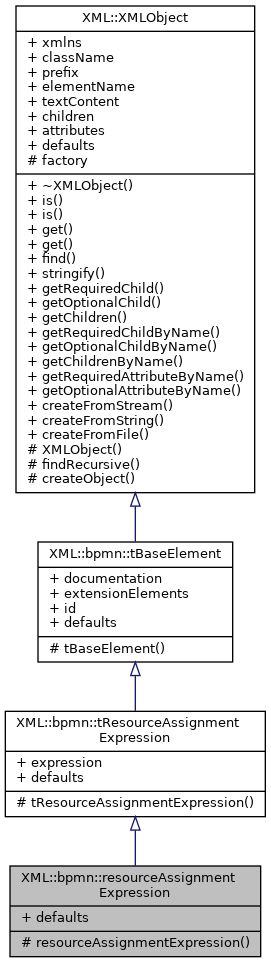 XML::XMLObject
+ xmlns
+ className
+ prefix
+ elementName
+ textContent
+ children
+ attributes
+ defaults
# factory
+ ~XMLObject()
+ is()
+ is()
+ get()
+ get()
+ find()
+ stringify()
+ getRequiredChild()
+ getOptionalChild()
+ getChildren()
+ getRequiredChildByName()
+ getOptionalChildByName()
+ getChildrenByName()
+ getRequiredAttributeByName()
+ getOptionalAttributeByName()
+ createFromStream()
+ createFromString()
+ createFromFile()
# XMLObject()
# findRecursive()
# createObject()
XML::bpmn::tBaseElement
+ documentation
+ extensionElements
+ id
+ defaults
# tBaseElement()
XML::bpmn::tResourceAssignment
Expression
+ expression
+ defaults
# tResourceAssignmentExpression()
XML::bpmn::resourceAssignment
Expression
+ defaults
# resourceAssignmentExpression()